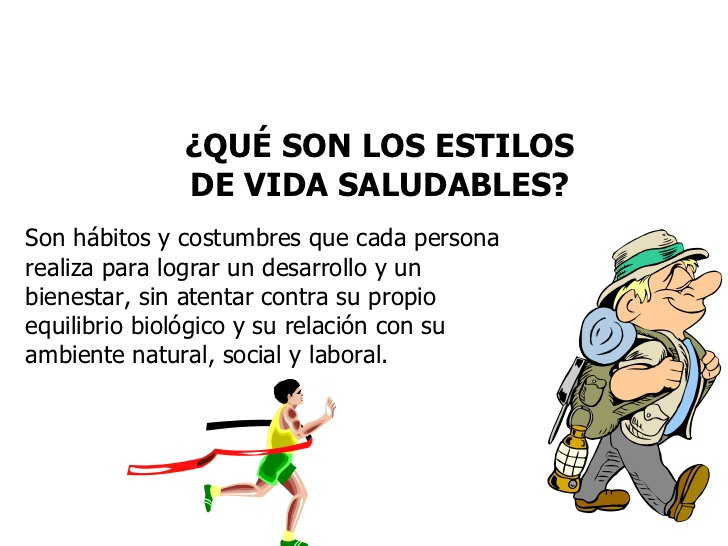 ¿QUÉ SON LOS ESTILOS
DE VIDA SALUDABLES?
Son hábitos y costumbres que cada persona
realiza para lograr un desarrollo y un
bienestar, sin atentar contra su propio
equilibrio biológico y su relación con su
ambiente natural, social y laboral.